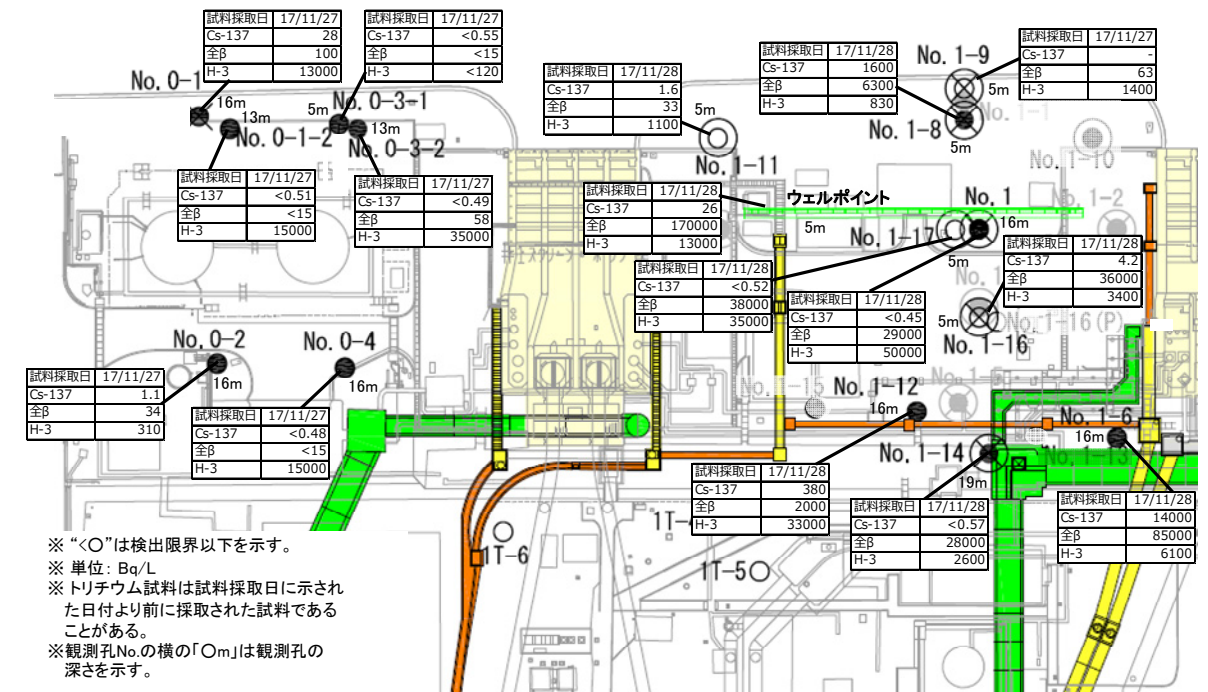 試料採取日 17/11/27
Cs-137 28
全β 100
H-3 13000
試料採取日 17/11/27
Cs-137 <0.55
全β <15
H-3 <120
試料採取日 17/11/28
Cs-137 1.6
全β 33
H-3 1100
試料採取日 17/11/28
Cs-137 1600
全β 6300
H-3 830
試料採取日 17/11/27
Cs-137 -
全β 63
H-3 1400
No. 0-1
16m
13m
No. 0-1-2
5m
No. 0-3-1
13m
No. 0-3-2
5m
No. 1-11
No. 1-9
5m
No. 1-8
5m
No. 1-1
No. 1-10
試料採取日 17/11/27
Cs-137 <0.51
全β <15
H-3 15000
試料採取日 17/11/27
Cs-137 <0.49
全β 58
H-3 35000
試料採取日 17/11/28
Cs-137 26
全β 170000
H-3 13000
ウェルポイント
5m
No. 1
16m
No. 1-17
5m
1-2
試料採取日 17/11/28
Cs-137 <0.52
全β 38000
H-3 35000
試料採取日 17/11/28
Cs-137 <0.45
全β 29000
H-3 50000
試料採取日 17/11/28
Cs-137 4.2
全β 36000
H-3 3400
5m
No. 1-16
No. 1-16(P)
No. 0-2
16m
No. 0-4
16m
試料採取日 17/11/27
Cs-137 1.1
全β 34
H-3 310
試料採取日 17/11/27
Cs-137 <0.48
全β <15
H-3 15000
No. 1-15
No. 1-12
16m
No. 1-6
16m
No. 1-13
No. 1-14
19m
試料採取日 17/11/28
Cs-137 380
全β 2000
H-3 33000
試料採取日 17/11/28
Cs-137 <0.57
全β 28000
H-3 2600
試料採取日 17/11/28
Cs-137 14000
全β 85000
H-3 6100
1T-6
1T-5
※ “<〇”は検出限界以下を示す。
※ 単位: Bq/L
※ トリチウム試料は試料採取日に示され
た日付より前に採取された試料である
ことがある。
※観測孔No.の横の「〇m」は観測孔の
深さを示す。